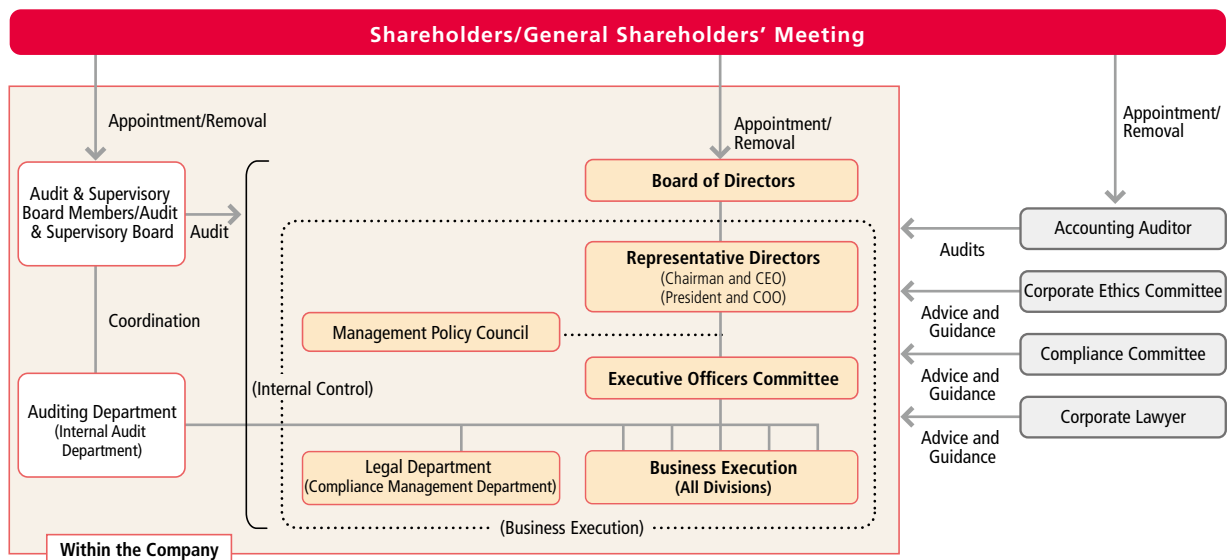 Shareholders/General Shareholders' Meeting
Appointment/Removal
Appointment/
Removal
Appointment/
Removal
Audit & Supervisory
Board Members/Audit
& Supervisory Board
Audit
Board of Directors
Accounting Auditor
Audits
Representative Directors
(Chairman and CEO)
(President and COO)
Corporate Ethics Committee
Advice and
Guidance
Coordination
Management Policy Council
Compliance Committee
Advice and
Guidance
Executive Officers Committee
(Internal Control)
Auditing Department
(Internal Audit
Department)
Corporate Lawyer
Advice and
Guidance
Legal Department
(Compliance Management Department)
Business Execution
(All Divisions)
(Business Execution)
Within the Company